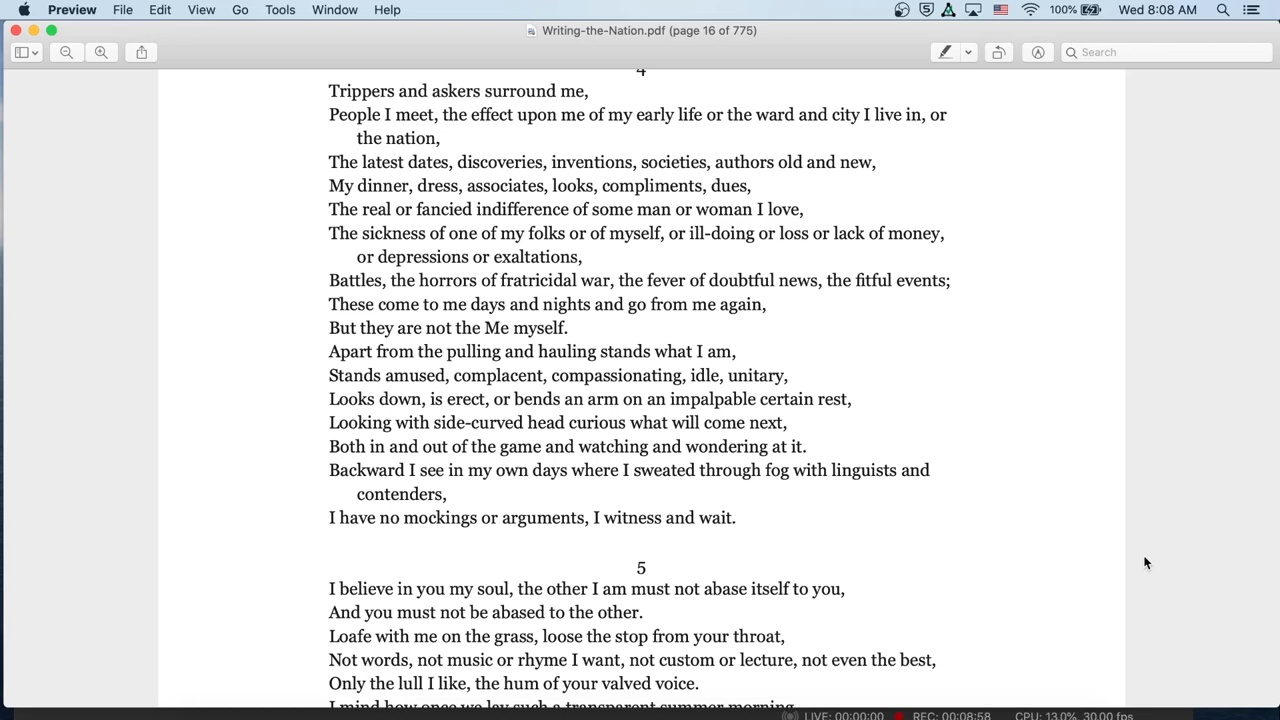 Preview File Edit View Go Tools Window Help 100% Wed 8:08 AM
Writing-the-Nation.pdf (page 16 of 775)
Search
4
Trippers and askers surround me,
People I meet, the effect upon me of my early life or the ward and city I live in, or
the nation,
The latest dates, discoveries, inventions, societies, authors old and new,
My dinner, dress, associates, looks, compliments, dues,
The real or fancied indifference of some man or woman I love,
The sickness of one of my folks or of myself, or ill-doing or loss or lack of money,
or depressions or exaltations,
Battles, the horrors of fratricidal war, the fever of doubtful news, the fitful events;
These come to me days and nights and go from me again,
But they are not the Me myself.
Apart from the pulling and hauling stands what I am,
Stands amused, complacent, compassionating, idle, unitary,
Looks down, is erect, or bends an arm on an impalpable certain rest,
Looking with side-curved head curious what will come next,
Both in and out of the game and watching and wondering at it.
Backward I see in my own days where I sweated through fog with linguists and
contenders,
I have no mockings or arguments, I witness and wait.
5
I believe in you my soul, the other I am must not abase itself to you,
And you must not be abased to the other.
Loafe with me on the grass, loose the stop from your throat,
Not words, not music or rhyme I want, not custom or lecture, not even the best,
Only the lull I like, the hum of your valved voice.
I mind how once we lay such a transparent summer morning
LIVE: 00:00:00 REC: 00:08:58 CPU: 13.0%, 30.00 fps